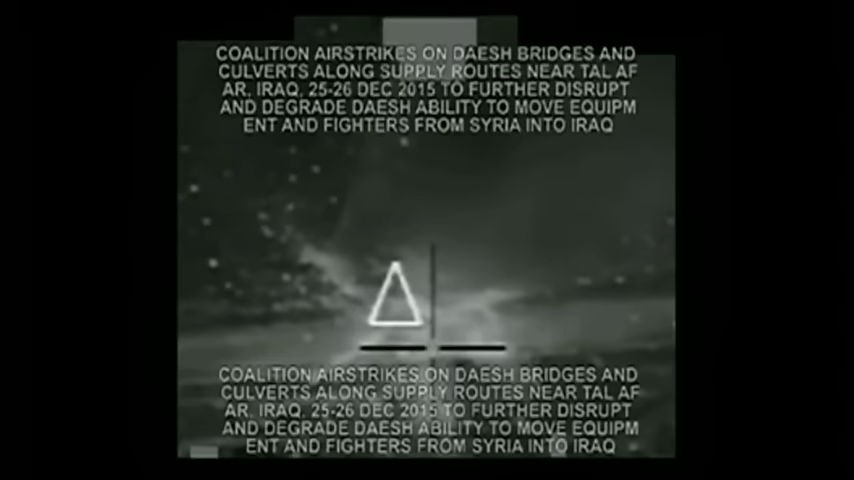 COALITION AIRSTRIKES ON DAESH BRIDGES AND
CULVERTS ALONG SUPPLY ROUTES NEAR TAL AF
AR, IRAQ, 25-26 DEC 2015 TO FURTHER DISRUPT
AND DEGRADE DAESH ABILITY TO MOVE EQUIPM
ENT AND FIGHTERS FROM SYRIA INTO IRAQ
COALITION AIRSTRIKES ON DAESH BRIDGES AND
CULVERTS ALONG SUPPLY ROUTES NEAR TAL AF
AR, IRAQ, 25-26 DEC 2015 TO FURTHER DISRUPT
AND DEGRADE DAESH ABILITY TO MOVE EQUIPM
ENT AND FIGHTERS FROM SYRIA INTO IRAQ